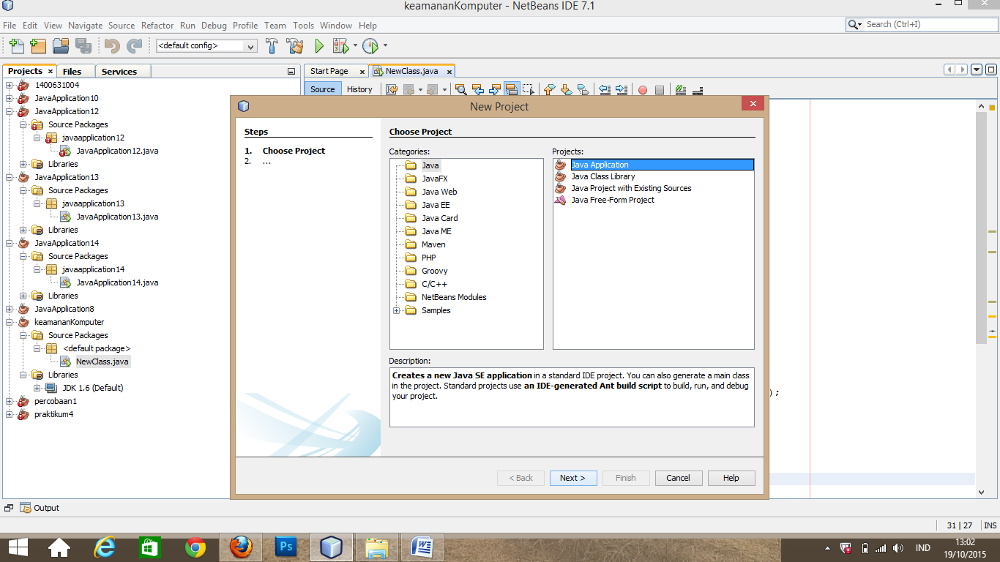 keamananKomputer - NetBeans IDE 7.1
File Edit View Navigate Source Refactor Run Debug Profile Team Tools Window Help
Search (Ctrl+I)
<default config>
Projects Files Services
Start Page NewClass.java
Source History
1400631004
JavaApplication10
JavaApplication12
Source Packages
javaapplication12
JavaApplication12.java
Libraries
JavaApplication13
Source Packages
javaapplication13
JavaApplication13.java
Libraries
JavaApplication14
Source Packages
javaapplication14
JavaApplication14.java
Libraries
JavaApplication8
keamananKomputer
Source Packages
<default package>
NewClass.java
Libraries
JDK 1.6 (Default)
percobaan1
praktikum4
New Project
Steps
1. Choose Project
2. ...
Choose Project
Categories:
Java
JavaFX
Java Web
Java EE
Java Card
Java ME
Maven
PHP
Groovy
C/C++
NetBeans Modules
Samples
Projects:
Java Application
Java Class Library
Java Project with Existing Sources
Java Free-Form Project
Description:
Creates a new Java SE application in a standard IDE project. You can also generate a main class
in the project. Standard projects use an IDE-generated Ant build script to build, run, and debug
your project.
< Back Next > Finish Cancel Help
);
Output
31 | 27 INS
Ps
IND
13:02
19/10/2015